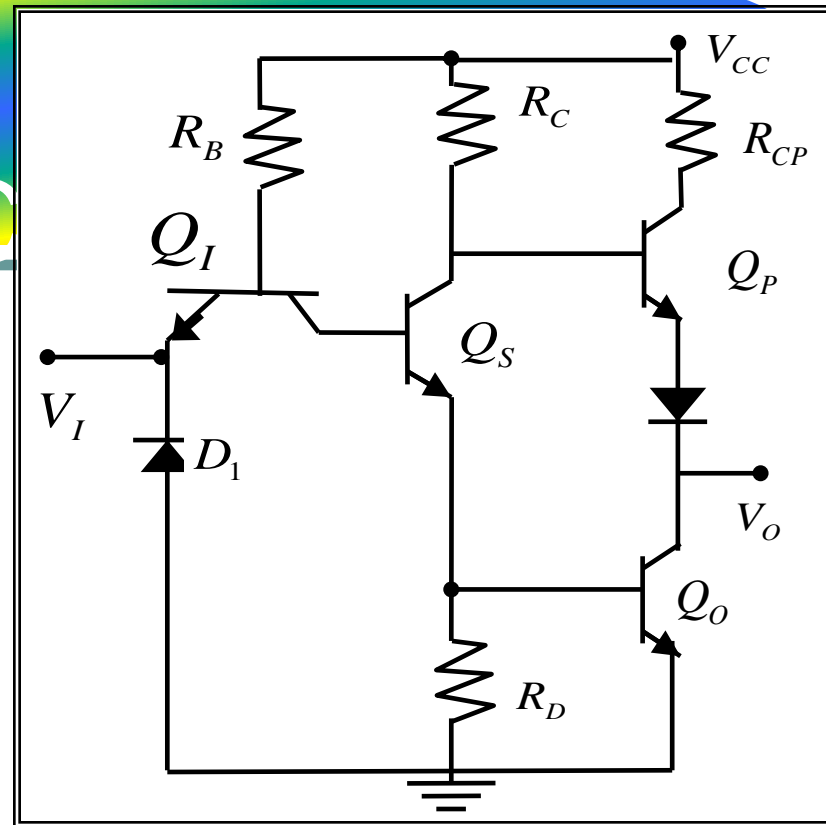 V_CC
R_C
R_B
R_CP
Q_I
Q_P
Q_S
V_I
D_1
V_O
Q_O
R_D